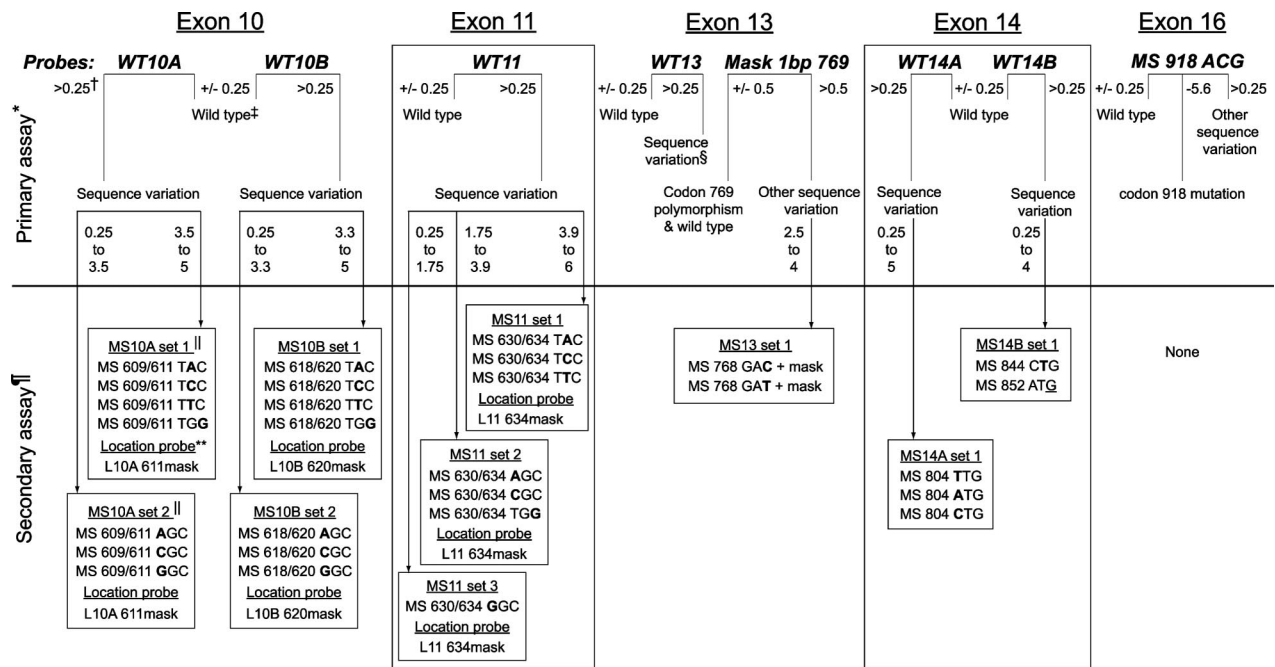 Exon 10
Exon 11
Exon 13
Exon 14
Exon 16
Probes:
WT10A
WT10B
WT11
WT13
Mask 1bp 769
WT14A
WT14B
MS 918 ACG
Primary assay*
>0.25†
+/- 0.25
>0.25
+/- 0.25
>0.25
+/- 0.25
>0.25
+/- 0.5
>0.5
>0.25
+/- 0.25
>0.25
+/- 0.25
-5.6
>0.25
Wild type‡
Wild type
Wild type
Wild type
Wild type
Other
sequence
variation
Sequence
variation§
Sequence variation
Sequence variation
Sequence variation
Codon 769
polymorphism
& wild type
Other sequence
variation
Sequence
variation
Sequence
variation
codon 918 mutation
0.25
to
3.5
3.5
to
5
0.25
to
3.3
3.3
to
5
0.25
to
1.75
1.75
to
3.9
3.9
to
6
2.5
to
4
0.25
to
5
0.25
to
4
Secondary assay¶
MS10A set 1||
MS 609/611 TAC
MS 609/611 TCC
MS 609/611 TTC
MS 609/611 TGG
Location probe**
L10A 611mask
MS10A set 2||
MS 609/611 AGC
MS 609/611 CGC
MS 609/611 GGC
Location probe
L10A 611mask
MS10B set 1
MS 618/620 TAC
MS 618/620 TCC
MS 618/620 TTC
MS 618/620 TGG
Location probe
L10B 620mask
MS10B set 2
MS 618/620 AGC
MS 618/620 CGC
MS 618/620 GGC
Location probe
L10B 620mask
MS11 set 1
MS 630/634 TAC
MS 630/634 TCC
MS 630/634 TTC
Location probe
L11 634mask
MS11 set 2
MS 630/634 AGC
MS 630/634 CGC
MS 630/634 TGG
Location probe
L11 634mask
MS11 set 3
MS 630/634 GGC
Location probe
L11 634mask
MS13 set 1
MS 768 GAC + mask
MS 768 GAT + mask
MS14A set 1
MS 804 TTG
MS 804 ATG
MS 804 CTG
MS14B set 1
MS 844 CTG
MS 852 ATG
None